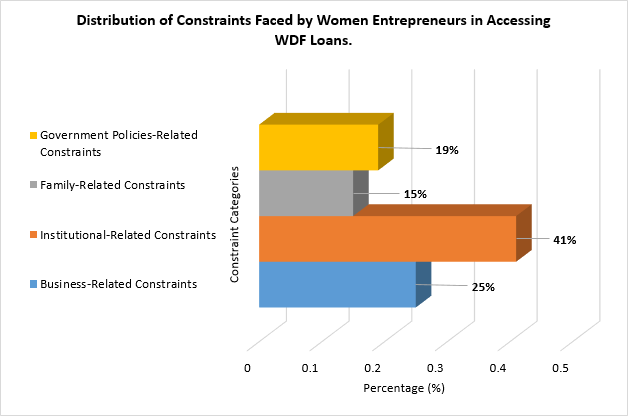 Distribution of Constraints Faced by Women Entrepreneurs in Accessing
WDF Loans.
Government Policies-Related
Constraints
Family-Related Constraints
Institutional-Related Constraints
Business-Related Constraints
Constraint Categories
19%
15%
41%
25%
0 0.1 0.2 0.3 0.4 0.5
Percentage (%)